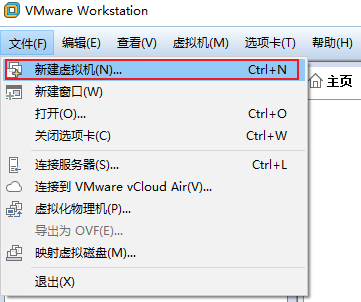 VMware Workstation
文件(F) 编辑(E) 查看(V) 虚拟机(M) 选项卡(T) 帮助(H)
新建虚拟机(N)... Ctrl+N
主页
新建窗口(W)
打开(O)... Ctrl+O
关闭选项卡(C) Ctrl+W
连接服务器(S)... Ctrl+L
连接到 VMware vCloud Air(V)...
虚拟化物理机(P)...
导出为 OVF(E)...
映射虚拟磁盘(M)...
退出(X)